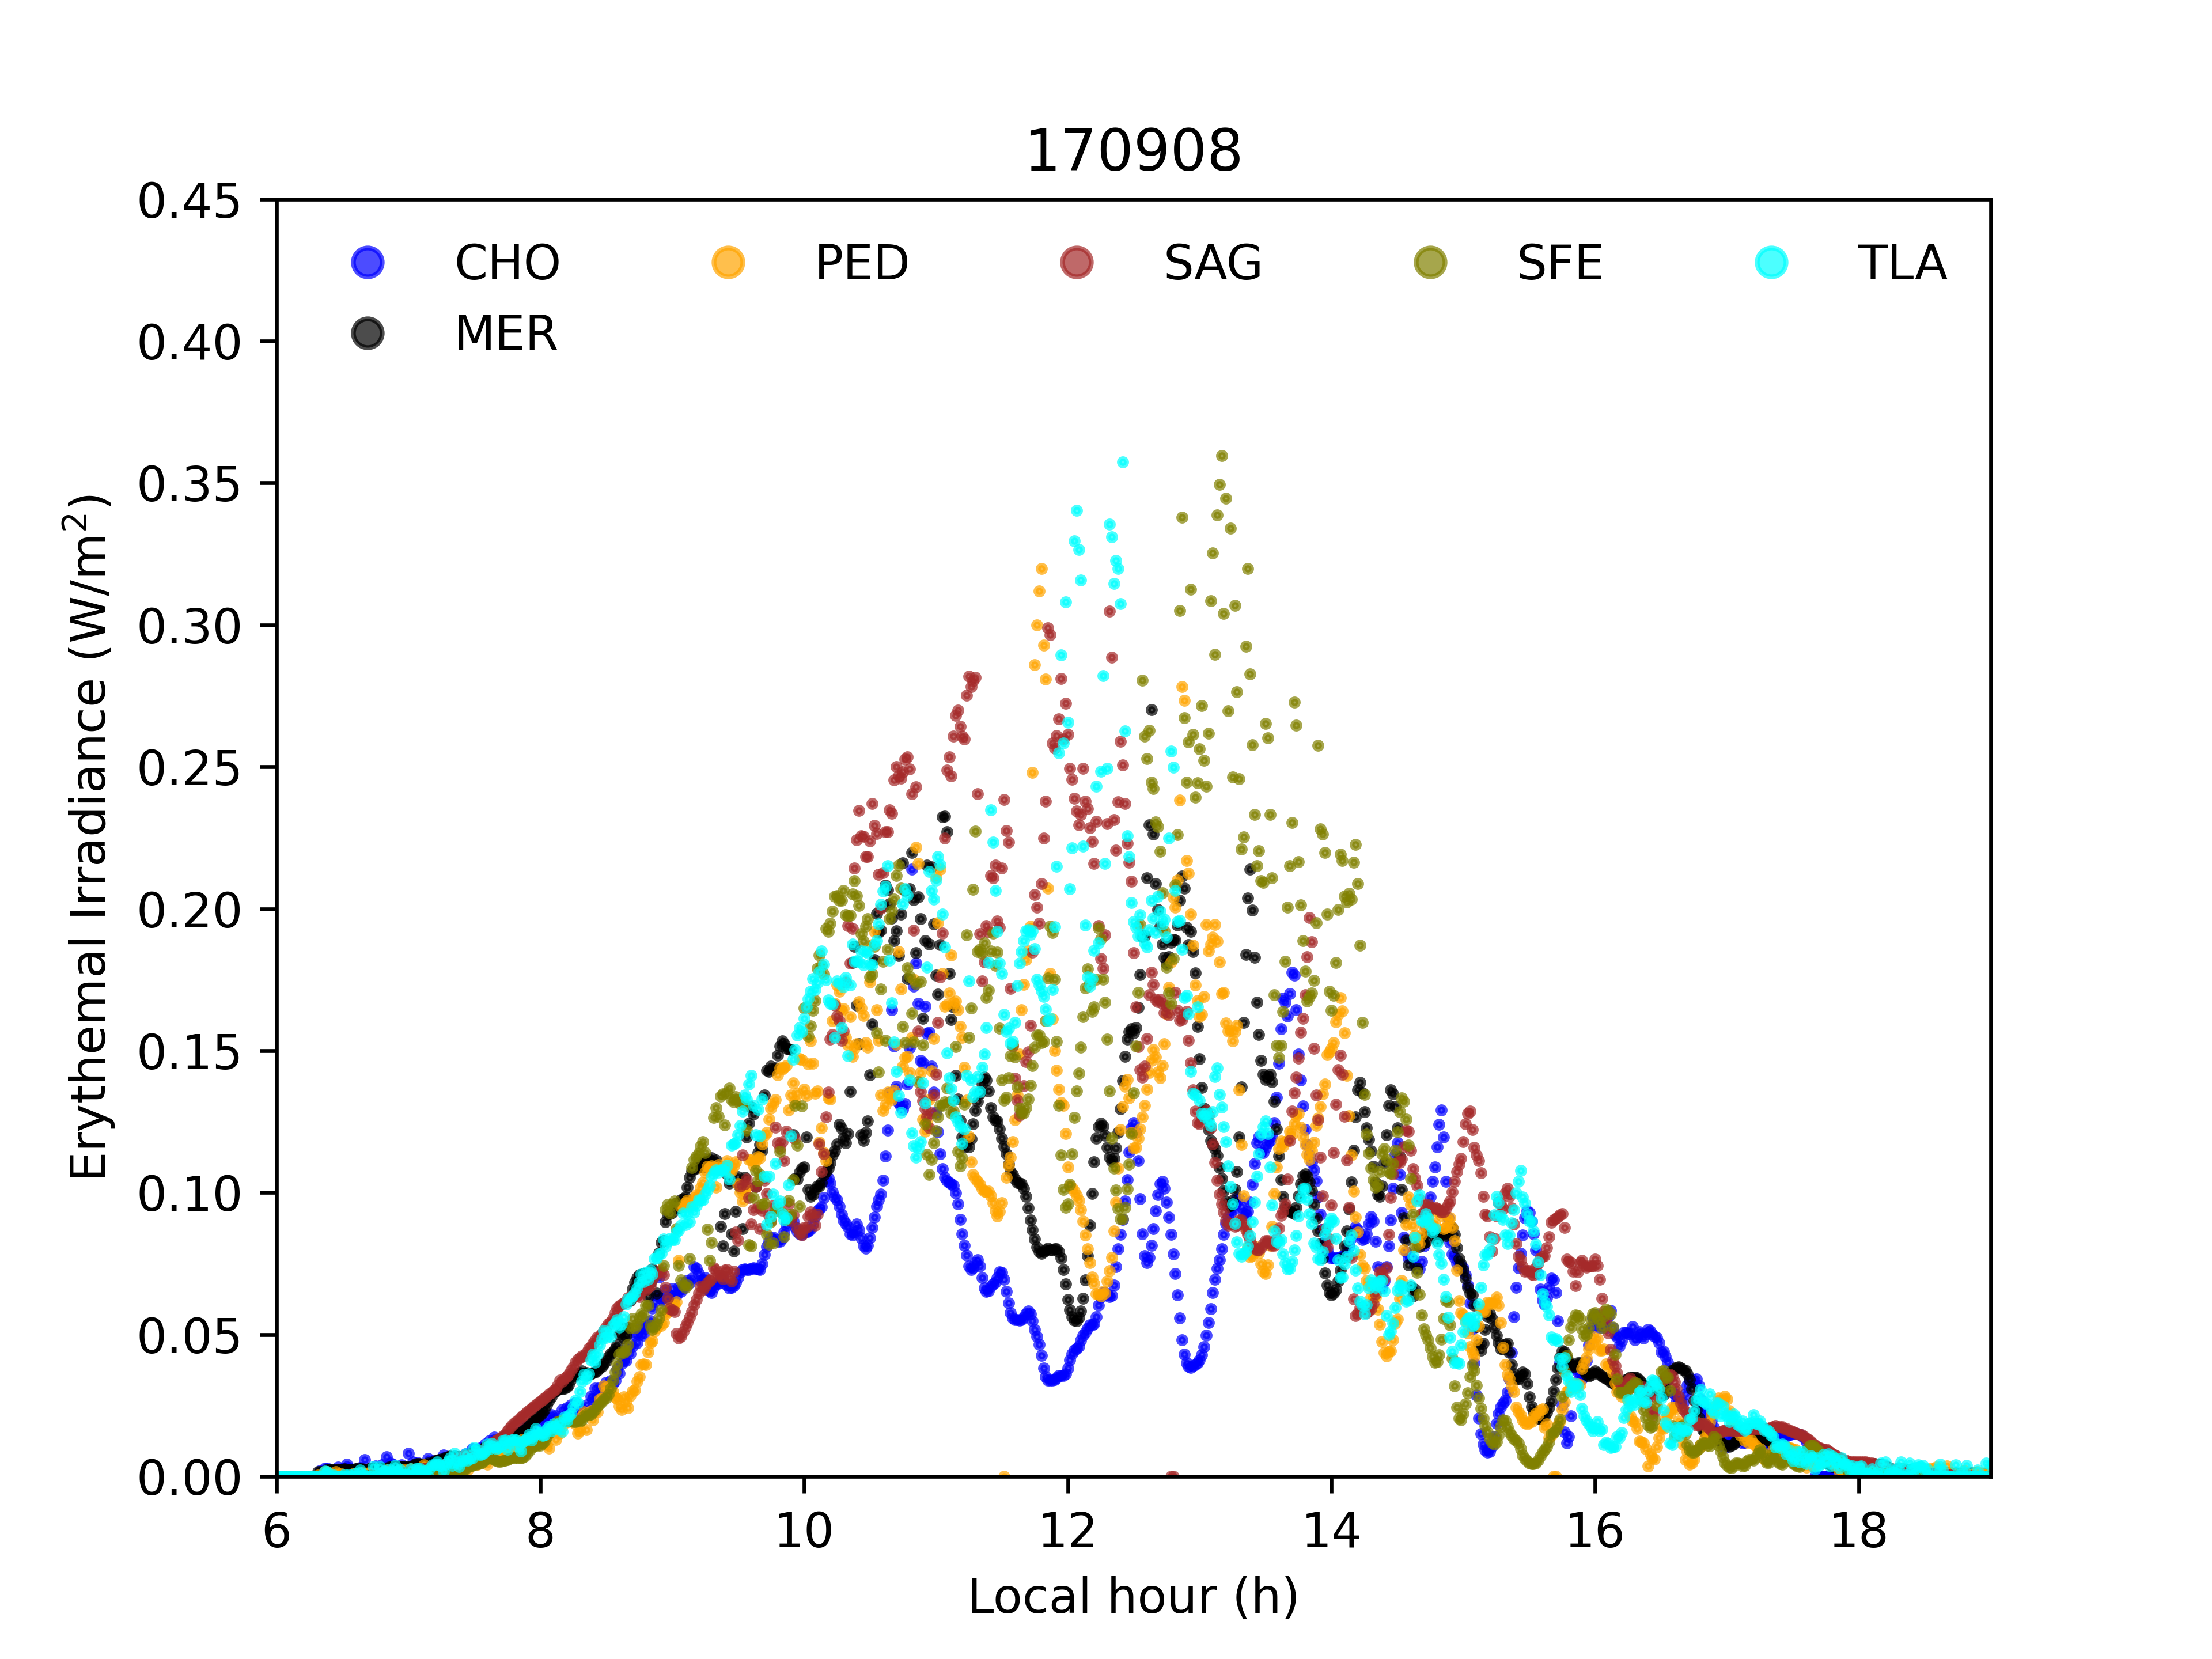 170908
0.45
0.40
0.35
0.30
0.25
0.20
0.15
0.10
0.05
0.00
Erythemal Irradiance (W/m²)
CHO PED SAG SFE TLA
MER
6 8 10 12 14 16 18
Local hour (h)